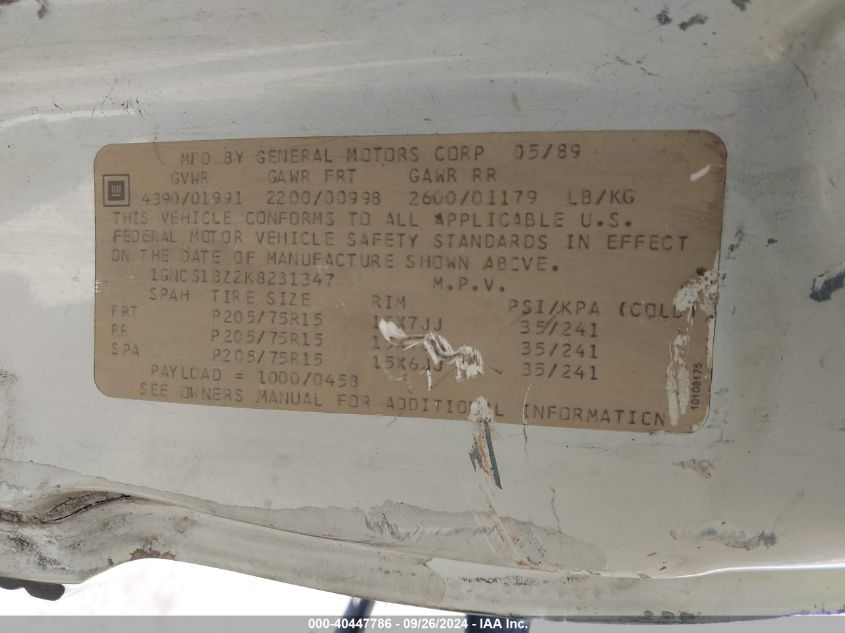 MFD BY GENERAL MOTORS CORP 05/89
GVWR GAWR FRT GAWR RR
GM 4390/01991 2200/00998 2600/01179 LB/KG
THIS VEHICLE CONFORMS TO ALL APPLICABLE U.S.
FEDERAL MOTOR VEHICLE SAFETY STANDARDS IN EFFECT
ON THE DATE OF MANUFACTURE SHOWN ABOVE.
1GNCS18Z2K8231347 M.P.V.
SPAH TIRE SIZE RIM PSI/KPA (COLD)
FRT P205/75R15 15X7JJ 35/241
RR P205/75R15 35/241
SPA P205/75R15 15X6JJ 35/241
PAYLOAD = 1000/0453
SEE OWNERS MANUAL FOR ADDITIONAL INFORMATION
10108175
000-40447786 - 09/26/2024 - © IAA, Inc.